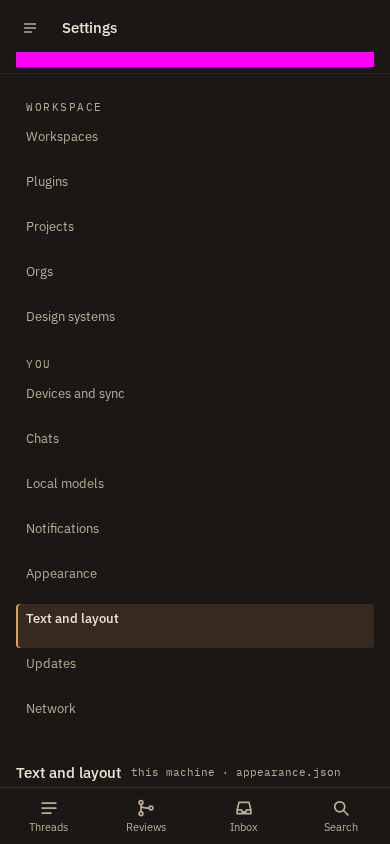 Settings
WORKSPACE
Workspaces
Plugins
Projects
Orgs
Design systems
YOU
Devices and sync
Chats
Local models
Notifications
Appearance
Text and layout
Updates
Network
Text and layout this machine · appearance.json
Threads Reviews Inbox Search